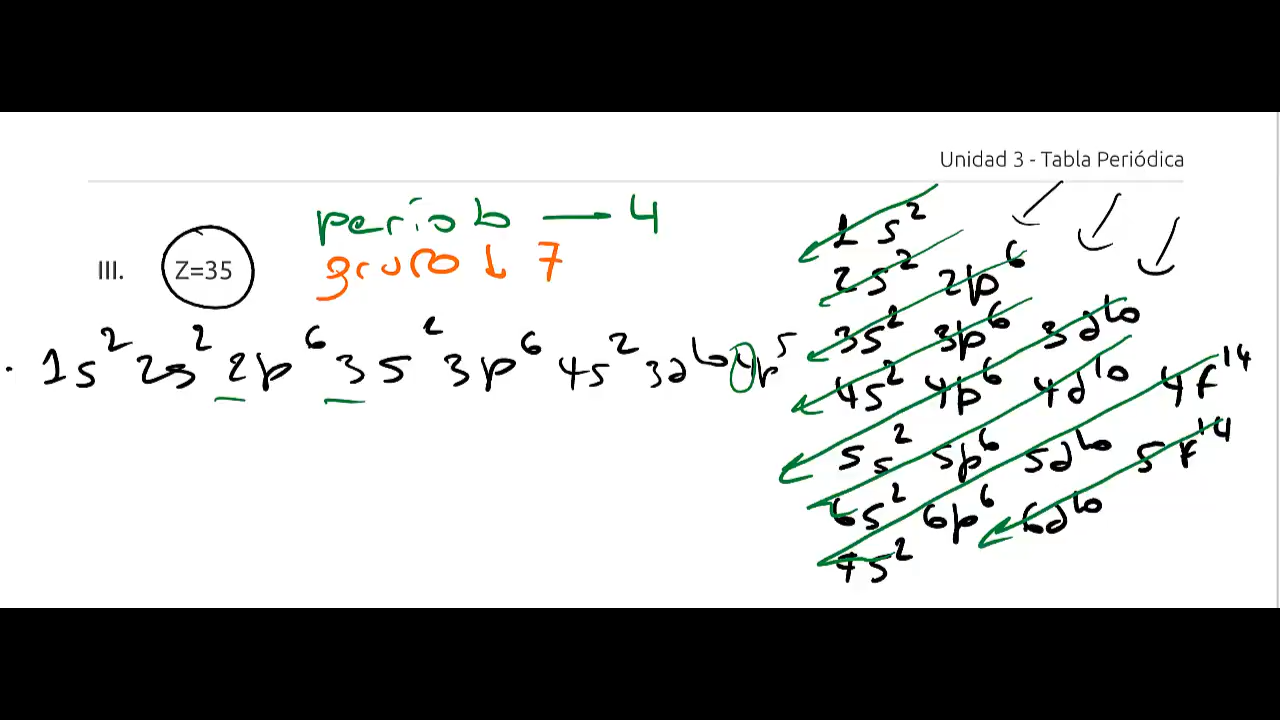 Unidad 3 - Tabla Periódica
período → 4
III. Z=35
grupo ↓ 7
1s² 2s² 2p⁶ 3s² 3p⁶ 4s² 3d¹⁰ 4p⁵
1s²
2s² 2p⁶
3s² 3p⁶ 3d¹⁰
4s² 4p⁶ 4d¹⁰ 4f¹⁴
5s² 5p⁶ 5d¹⁰ 5f¹⁴
6s² 6p⁶ 6d¹⁰
7s²